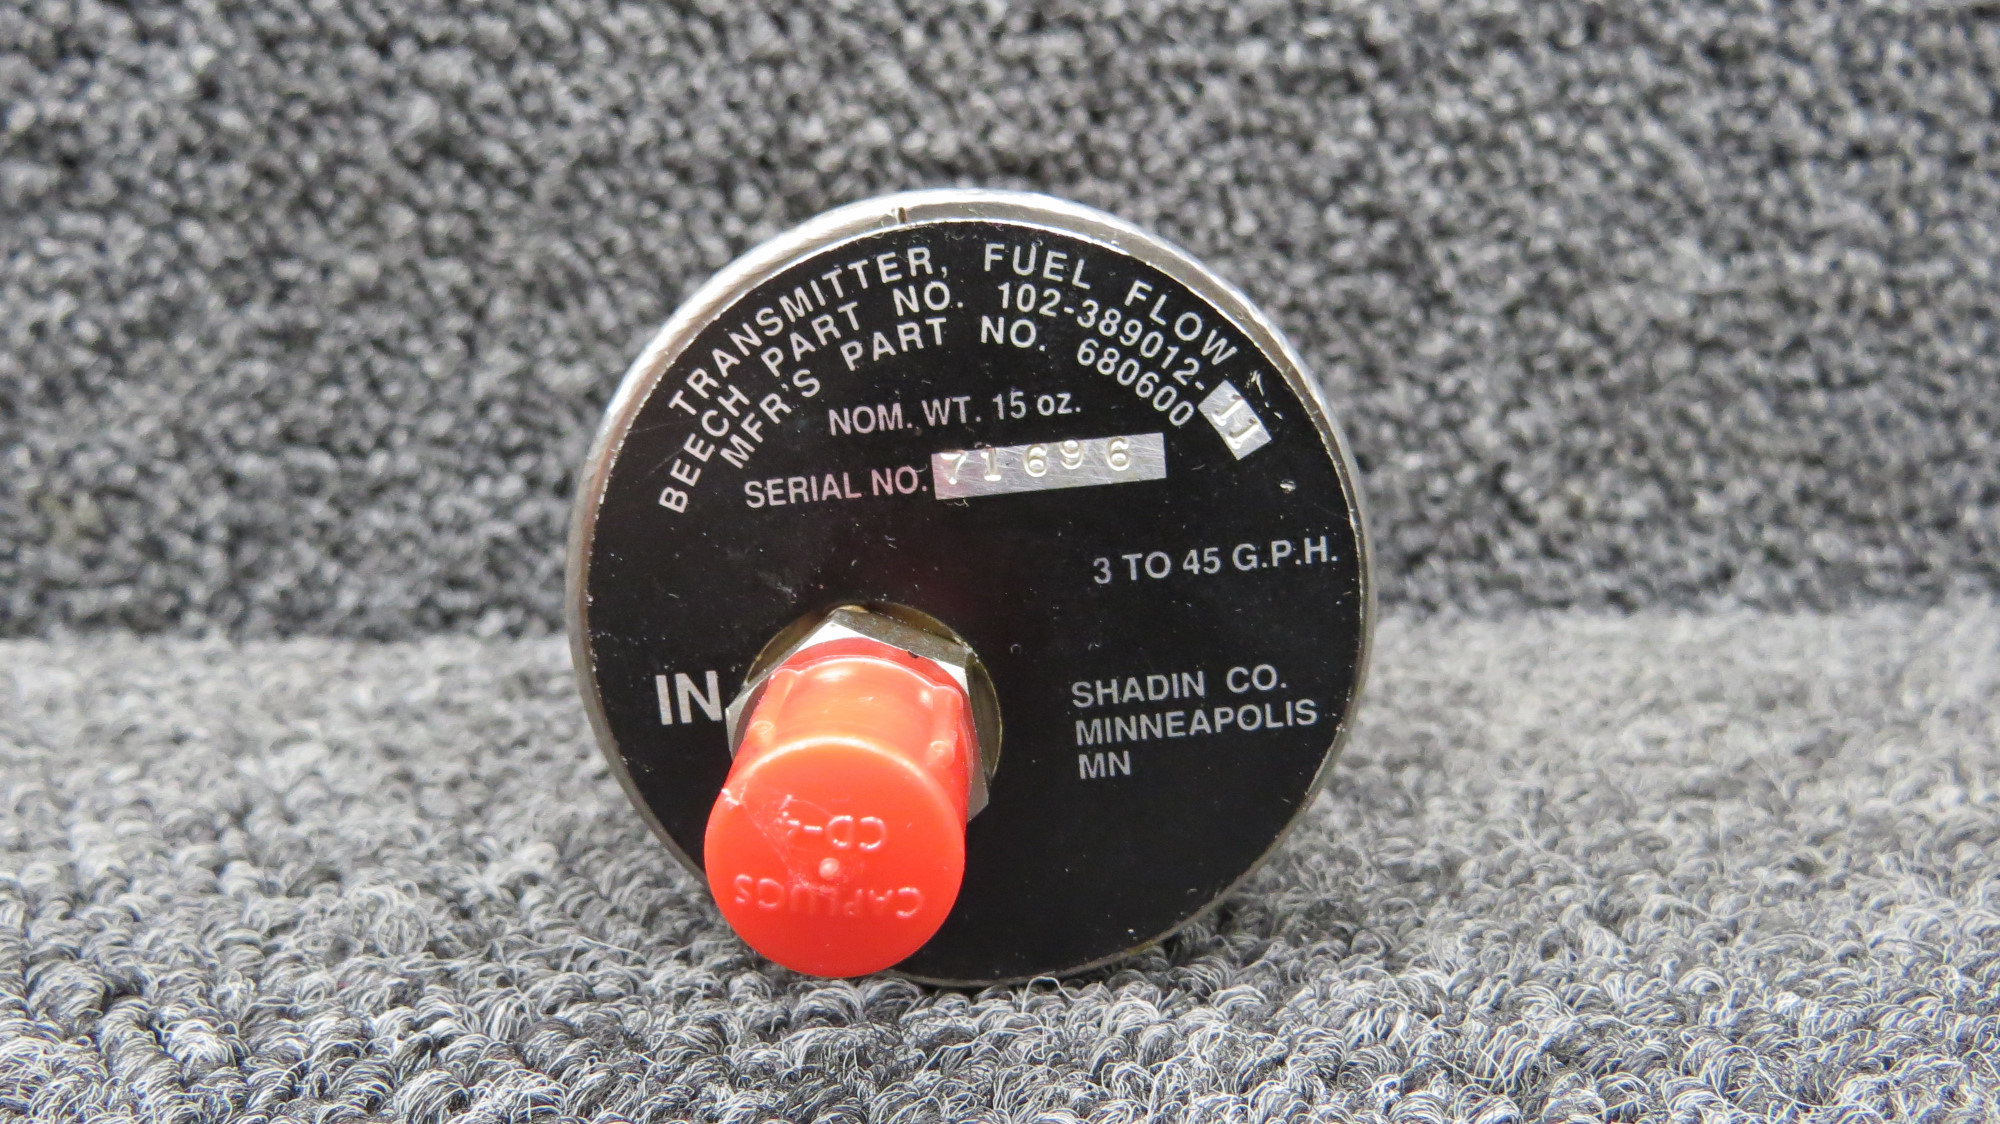 TRANSMITTER, FUEL FLOW
BEECH PART NO. 102-389012-11
MFR'S PART NO. 680600
NOM. WT. 15 oz.
SERIAL NO. 71696
3 TO 45 G.P.H.
IN
SHADIN CO.
MINNEAPOLIS
MN
CD-4
CAPLUGS